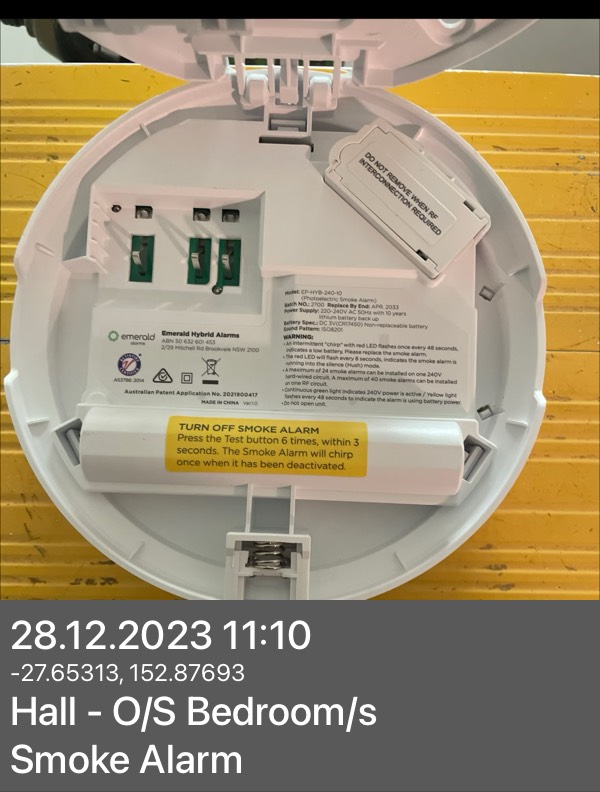 DO NOT REMOVE WHEN RF
INTERCONNECTION REQUIRED
Model: EP-HYB-240-10
(Photoelectric Smoke Alarm)
Batch NO.: 2700 Replace By End: APR, 2033
Power Supply: 220-240V AC 50Hz with 10 years
lithium battery back up
Battery Spec.: DC 3V(CR17450) Non-replaceable battery
Sound Pattern: ISO8201
WARNING:
•An intermittent "chirp" with red LED flashes once every 48 seconds,
indicates a low battery, Please replace the smoke alarm.
•The red LED will flash every 8 seconds, indicates the smoke alarm is
running into the silence (Hush) mode.
•A maximum of 24 smoke alarms can be installed on one 240V
hard-wired circuit. A maximum of 40 smoke alarms can be installed
on one RF circuit.
•Continuous green light indicates 240V power is active / Yellow light
flashes every 48 seconds to indicate the alarm is using battery power.
•Do not open unit.
emerald
alarms
Emerald Hybrid Alarms
ABN 50 632 601 453
2/29 Mitchell Rd Brookvale NSW 2100
AS3786: 2014
Australian Patent Application No. 2021800417
MADE IN CHINA Ver1.0
TURN OFF SMOKE ALARM
Press the Test button 6 times, within 3
seconds. The Smoke Alarm will chirp
once when it has been deactivated.
28.12.2023 11:10
-27.65313, 152.87693
Hall - O/S Bedroom/s
Smoke Alarm